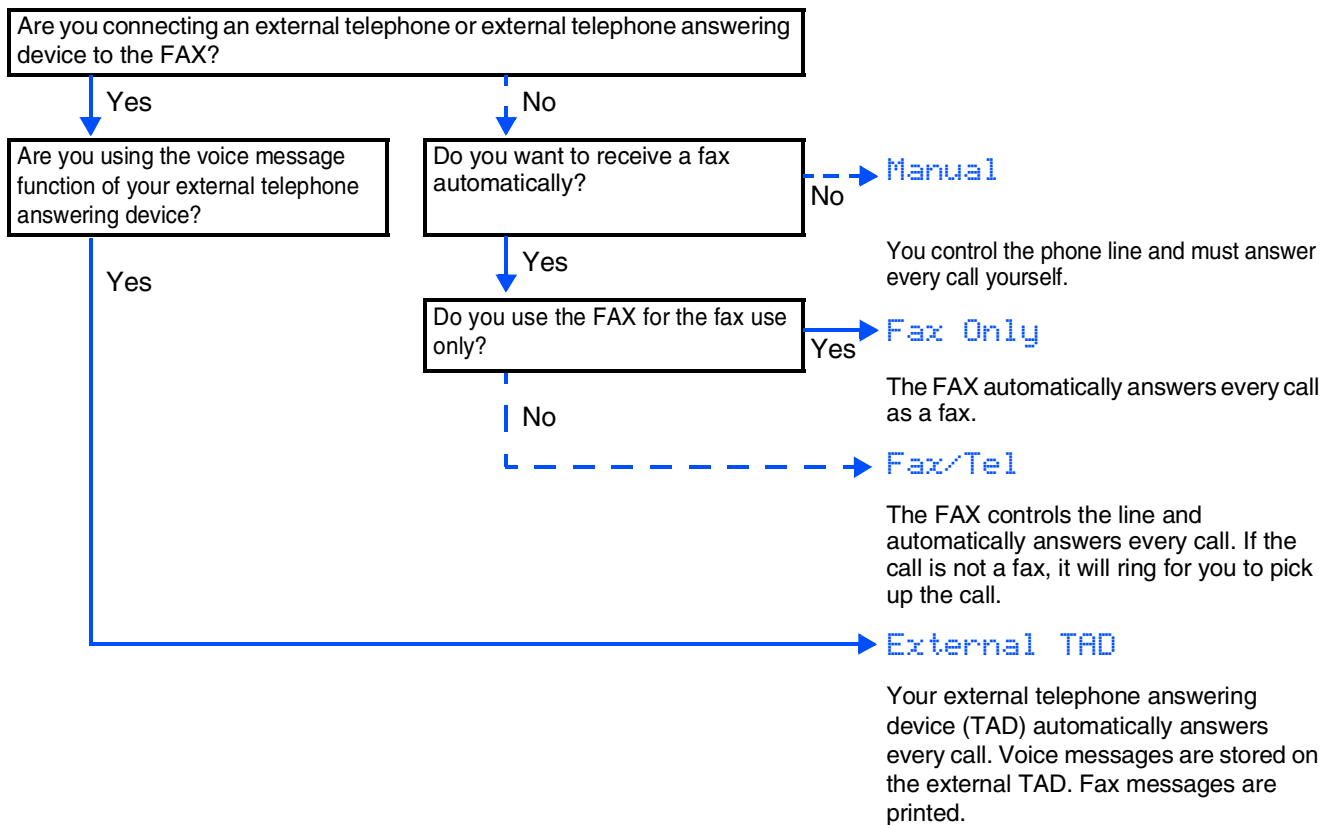 Are you connecting an external telephone or external telephone answering
device to the FAX?
Yes
No
Are you using the voice message
function of your external telephone
answering device?
Do you want to receive a fax
automatically?
No
Manual
You control the phone line and must answer
every call yourself.
Yes
Yes
Do you use the FAX for the fax use
only?
Yes
Fax Only
The FAX automatically answers every call
as a fax.
No
Fax/Tel
The FAX controls the line and
automatically answers every call. If the
call is not a fax, it will ring for you to pick
up the call.
External TAD
Your external telephone answering
device (TAD) automatically answers
every call. Voice messages are stored on
the external TAD. Fax messages are
printed.